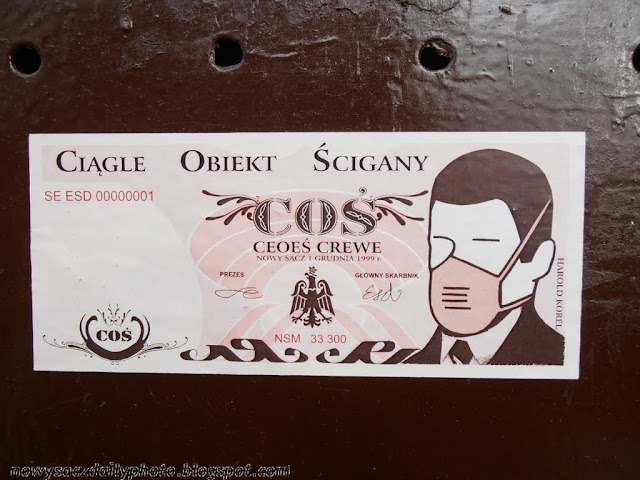 CIĄGLE OBIEKT ŚCIGANY
SE ESD 00000001
COŚ
CEOEŚ CREWE
NOWY SĄCZ 1 GRUDNIA 1999 r.
PREZES
GŁÓWNY SKARBNIK
NSM 33 300
COŚ
HAROLD KOREL
nowysaczdailyphoto.blogspot.com